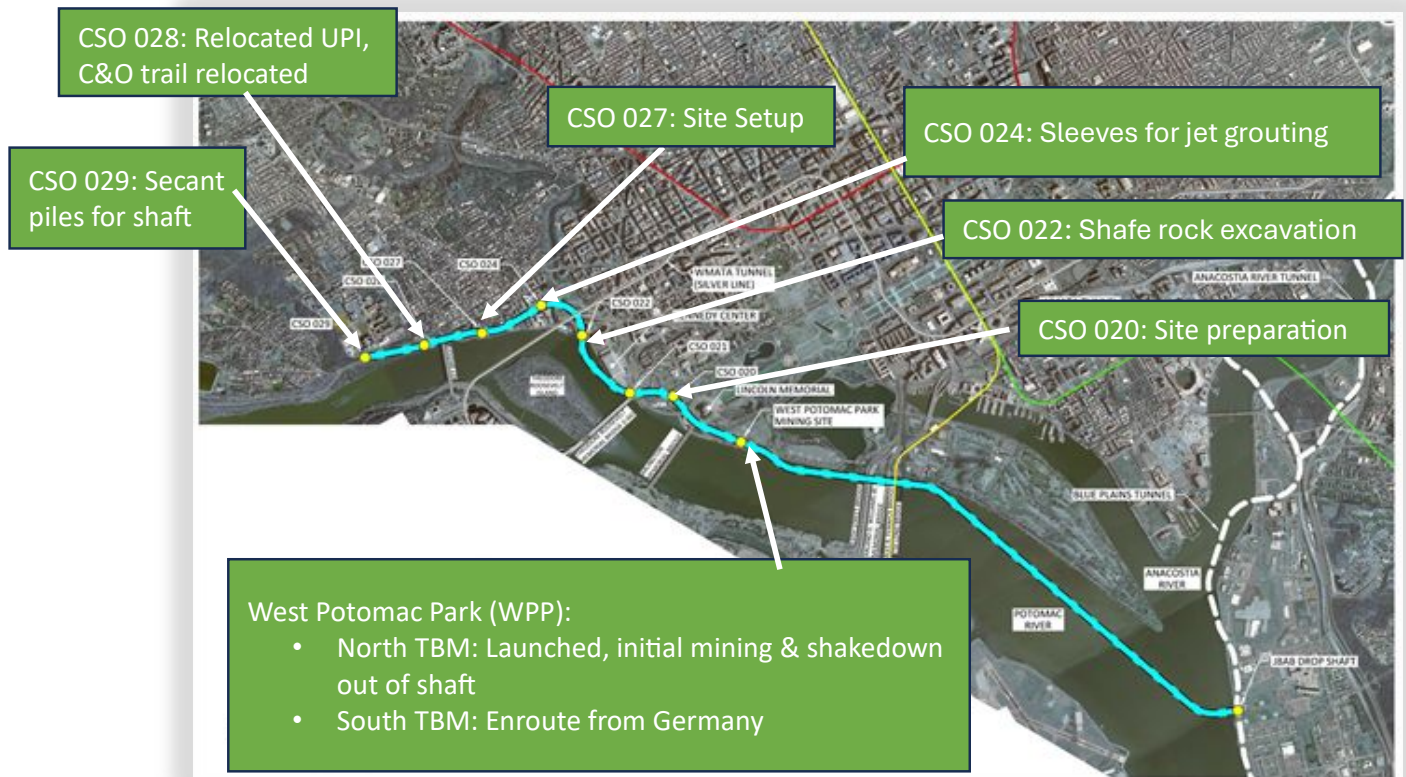 CSO 028: Relocated UPI,
C&O trail relocated
CSO 027: Site Setup
CSO 024: Sleeves for jet grouting
CSO 029: Secant
piles for shaft
CSO 022: Shafe rock excavation
CSO 020: Site preparation
CSO 027
CSO 024
CSO 029
WMATA TUNNEL
(SILVER LINE)
CSO 022
CSO 021
CSO 020
LINCOLN MEMORIAL
WEST POTOMAC PARK
MINING SITE
ANACOSTIA RIVER TUNNEL
BLUE PLAINS TUNNEL
ANACOSTIA
RIVER
POTOMAC
RIVER
JBAB DROP SHAFT
West Potomac Park (WPP):
• North TBM: Launched, initial mining & shakedown
out of shaft
• South TBM: Enroute from Germany